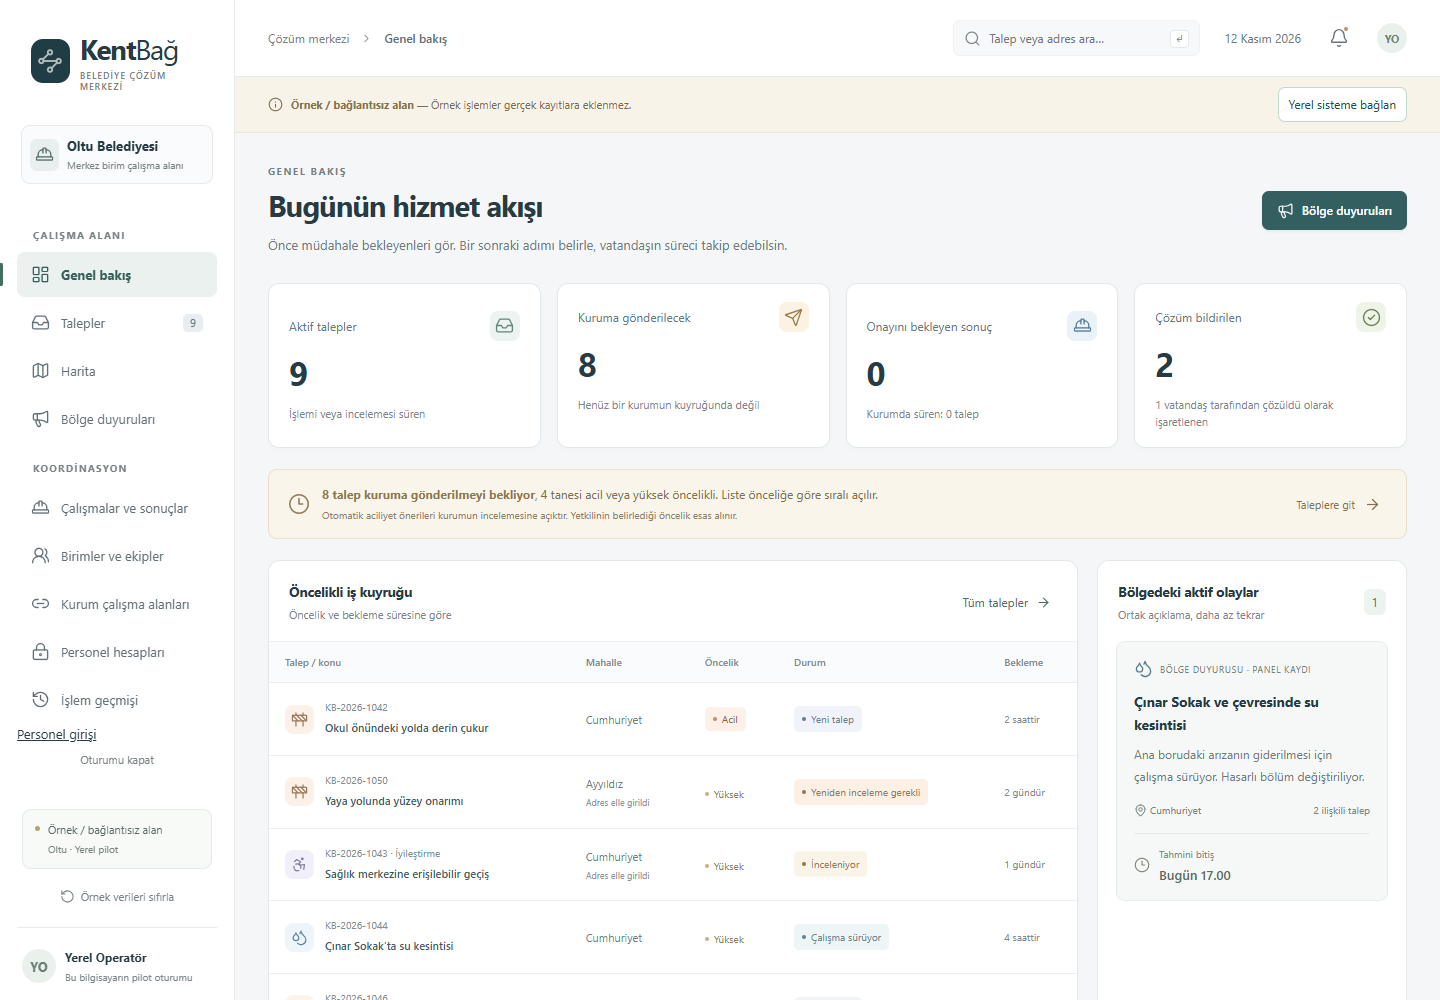 KentBağ
BELEDİYE ÇÖZÜM
MERKEZİ
Oltu Belediyesi
Merkez birim çalışma alanı
ÇALIŞMA ALANI
Genel bakış
Talepler 9
Harita
Bölge duyuruları
KOORDİNASYON
Çalışmalar ve sonuçlar
Birimler ve ekipler
Kurum çalışma alanları
Personel hesapları
İşlem geçmişi
Personel girişi
Oturumu kapat
Örnek / bağlantısız alan
Oltu · Yerel pilot
Örnek verileri sıfırla
YO
Yerel Operatör
Bu bilgisayarın pilot oturumu
Çözüm merkezi > Genel bakış
Talep veya adres ara... ↵
12 Kasım 2026
YO
Örnek / bağlantısız alan — Örnek işlemler gerçek kayıtlara eklenmez.
Yerel sisteme bağlan
GENEL BAKIŞ
Bugünün hizmet akışı
Önce müdahale bekleyenleri gör. Bir sonraki adımı belirle, vatandaşın süreci takip edebilsin.
Bölge duyuruları
Aktif talepler
9
İşlemi veya incelemesi süren
Kuruma gönderilecek
8
Henüz bir kurumun kuyruğunda değil
Onayını bekleyen sonuç
0
Kurumda süren: 0 talep
Çözüm bildirilen
2
1 vatandaş tarafından çözüldü olarak
işaretlenen
8 talep kuruma gönderilmeyi bekliyor, 4 tanesi acil veya yüksek öncelikli. Liste önceliğe göre sıralı açılır.
Otomatik aciliyet önerileri kurumun incelemesine açıktır. Yetkilinin belirlediği öncelik esas alınır.
Taleplere git →
Öncelikli iş kuyruğu
Öncelik ve bekleme süresine göre
Tüm talepler →
Talep / konu Mahalle Öncelik Durum Bekleme
KB-2026-1042
Okul önündeki yolda derin çukur
Cumhuriyet
Acil
Yeni talep
2 saattir
KB-2026-1050
Yaya yolunda yüzey onarımı
Ayyıldız
Adres elle girildi
Yüksek
Yeniden inceleme gerekli
2 gündür
KB-2026-1043 · İyileştirme
Sağlık merkezine erişilebilir geçiş
Cumhuriyet
Adres elle girildi
Yüksek
İnceleniyor
1 gündür
KB-2026-1044
Çınar Sokak'ta su kesintisi
Cumhuriyet
Yüksek
Çalışma sürüyor
4 saattir
KB-2026-1046
Bölgedeki aktif olaylar
Ortak açıklama, daha az tekrar
1
BÖLGE DUYURUSU · PANEL KAYDI
Çınar Sokak ve çevresinde su
kesintisi
Ana borudaki arızanın giderilmesi için
çalışma sürüyor. Hasarlı bölüm değiştiriliyor.
Cumhuriyet
2 ilişkili talep
Tahmini bitiş
Bugün 17.00